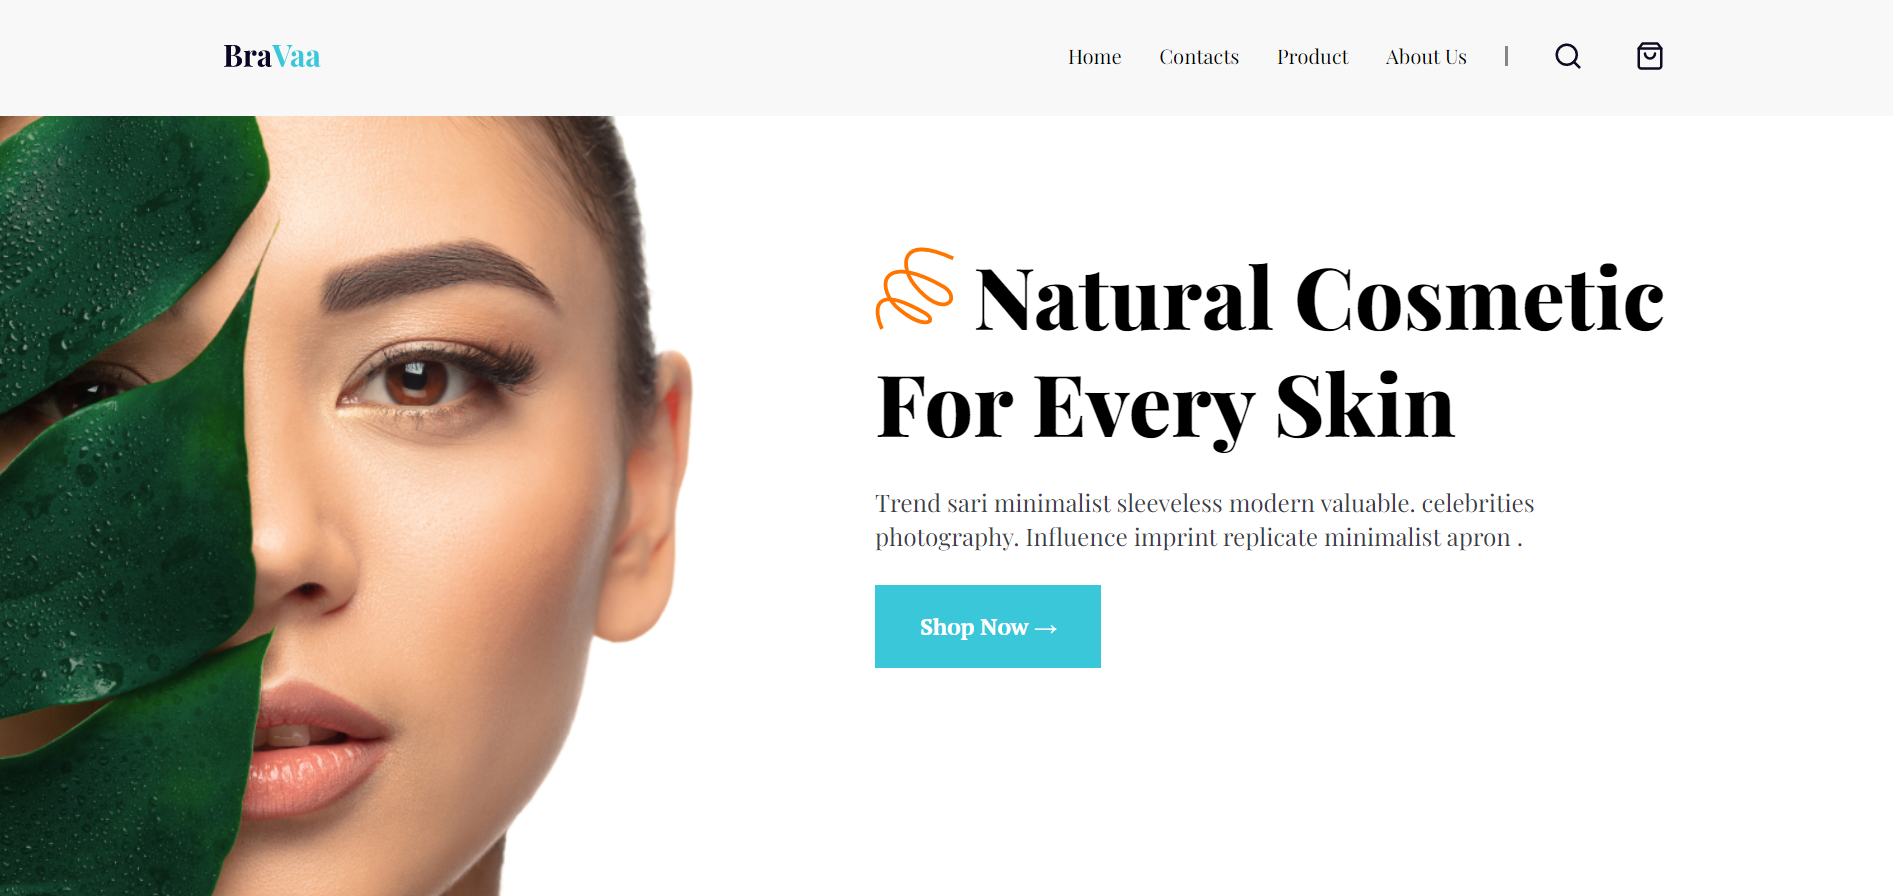 BraVaa
Home Contacts Product About Us
Natural Cosmetic
For Every Skin
Trend sari minimalist sleeveless modern valuable. celebrities
photography. Influence imprint replicate minimalist apron .
Shop Now →